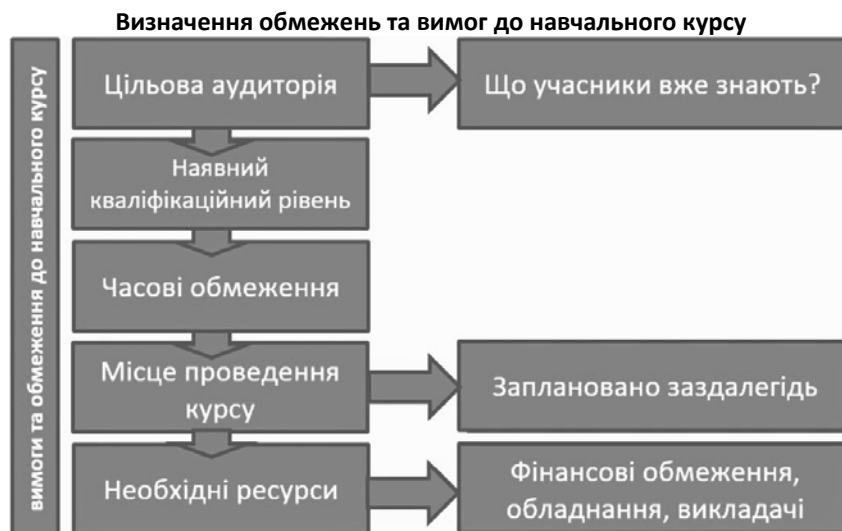 Визначення обмежень та вимог до навчального курсу
вимоги та обмеження до навчального курсу
Цільова аудиторія
Що учасники вже знають?
Наявний
кваліфікаційний рівень
Часові обмеження
Місце проведення
курсу
Заплановано заздалегідь
Необхідні ресурси
Фінансові обмеження,
обладнання, викладачі